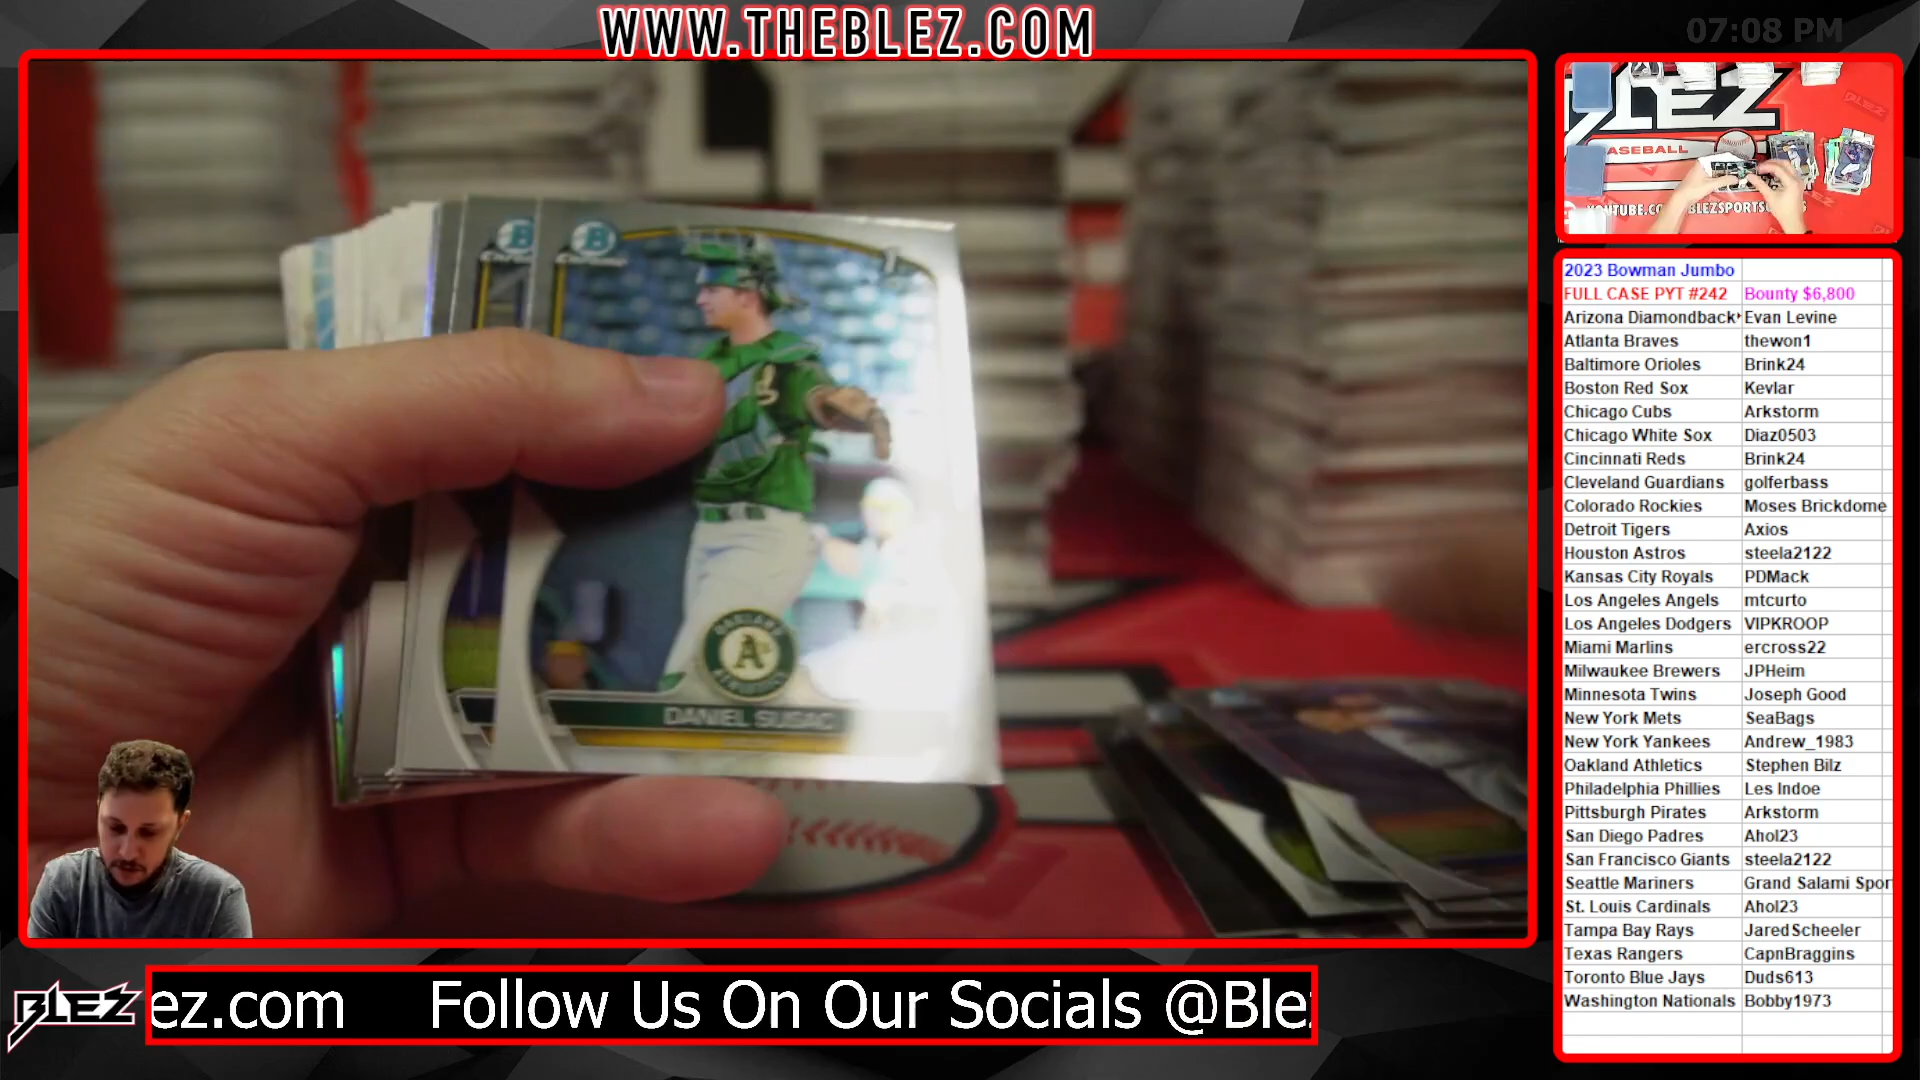 WWW.THEBLEZ.COM
07:08 PM
B
B
1
DANIEL SUSAC
OAKLAND
A's
BLEZ
BLEZ
ASEBALL
2023 Bowman Jumbo
FULL CASE PYT #242 Bounty $6,800
Arizona Diamondback Evan Levine
Atlanta Braves thewon1
Baltimore Orioles Brink24
Boston Red Sox Kevlar
Chicago Cubs Arkstorm
Chicago White Sox Diaz0503
Cincinnati Reds Brink24
Cleveland Guardians golferbass
Colorado Rockies Moses Brickdome
Detroit Tigers Axios
Houston Astros steela2122
Kansas City Royals PDMack
Los Angeles Angels mtcurto
Los Angeles Dodgers VIPKROOP
Miami Marlins ercross22
Milwaukee Brewers JPHeim
Minnesota Twins Joseph Good
New York Mets SeaBags
New York Yankees Andrew_1983
Oakland Athletics Stephen Bilz
Philadelphia Phillies Les Indoe
Pittsburgh Pirates Arkstorm
San Diego Padres Ahol23
San Francisco Giants steela2122
Seattle Mariners Grand Salami Spor
St. Louis Cardinals Ahol23
Tampa Bay Rays Jared Scheeler
Texas Rangers CapnBraggins
Toronto Blue Jays Duds613
Washington Nationals Bobby1973
BLEZ
ez.com Follow Us On Our Socials @Blez